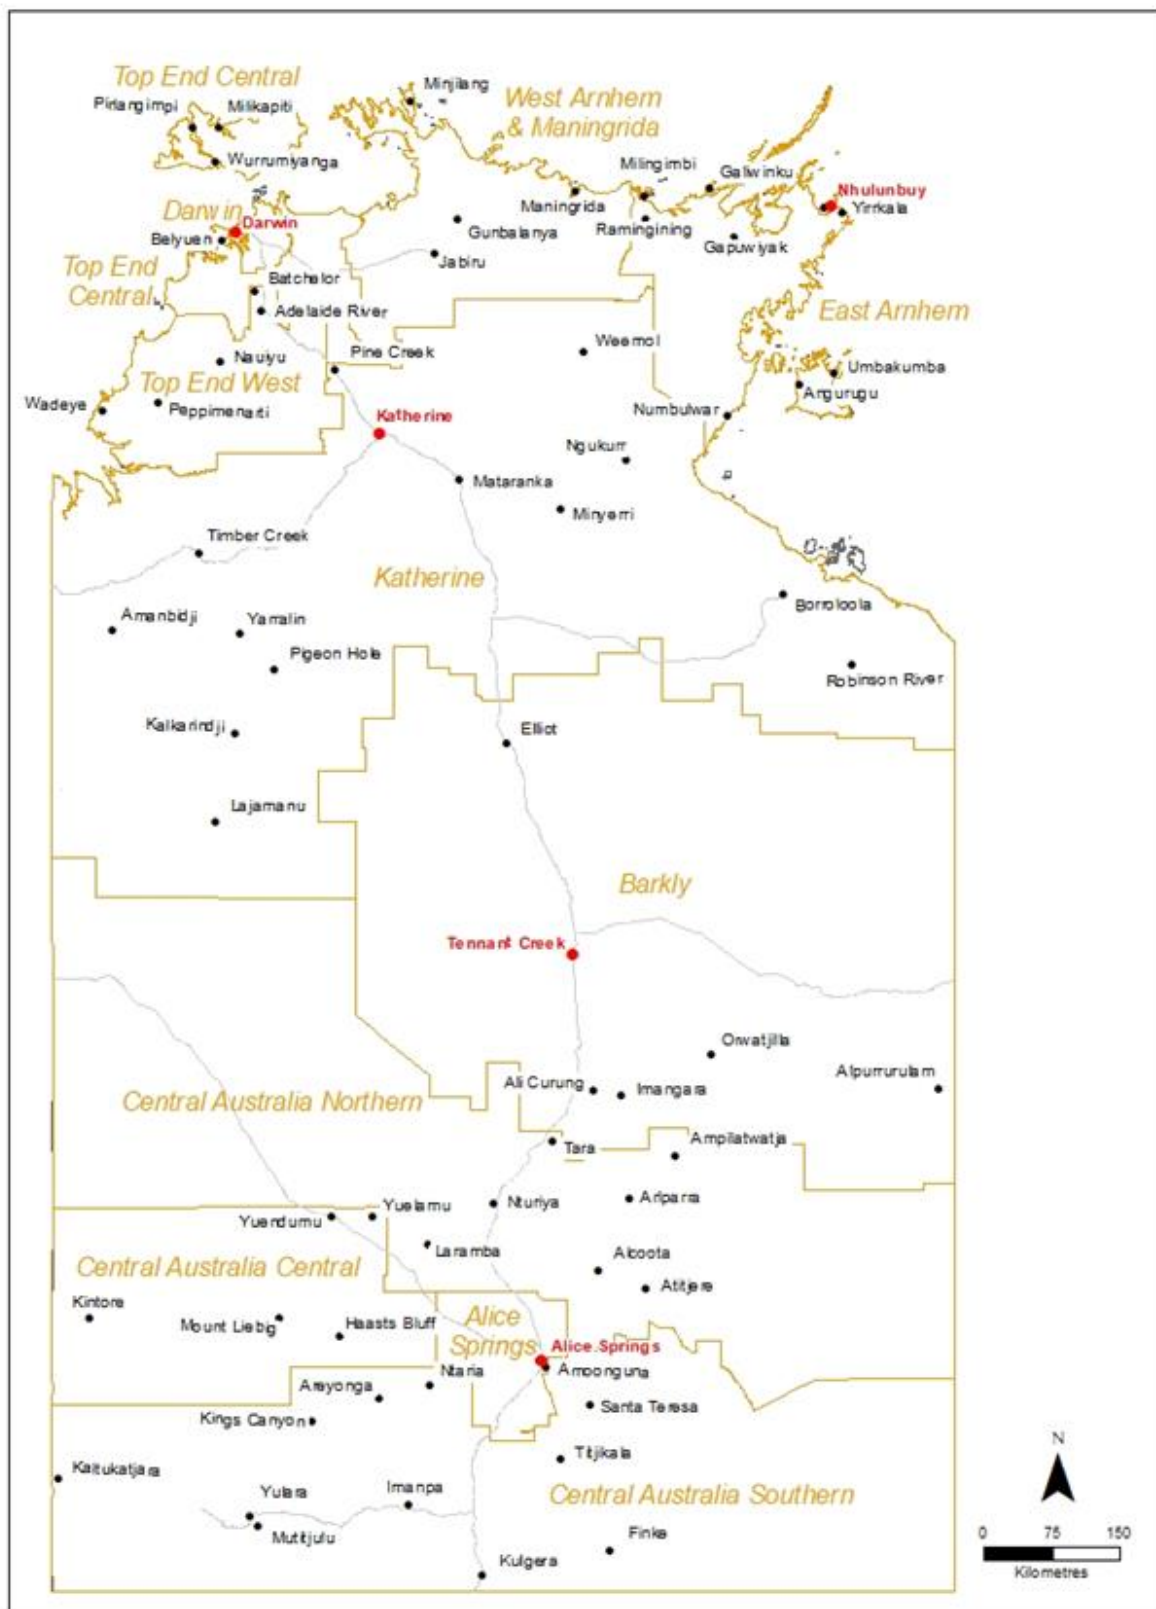 Top End Central
Pirlangimpi
Milikapiti
Wurrumiyanga
Minjilang
West Arnhem
& Maningrida
Milingimbi
Galiwinku
Nhulunbuy
Yirrkala
Maningrida
Ramingining
Gapuwiyak
Darwin
Darwin
Belyuen
Gunbalanya
Jabiru
Top End
Central
Batchelor
Adelaide River
East Arnhem
Nauiyu
Pine Creek
Weemol
Top End West
Umbakumba
Angurugu
Wadeye
Peppimenarti
Katherine
Numbulwar
Ngukurr
Mataranka
Minyerri
Timber Creek
Katherine
Borroloola
Amanbidji
Yarralin
Pigeon Hole
Robinson River
Kalkarindji
Elliot
Lajamanu
Barkly
Tennant Creek
Orwatjilla
Alpurrurulam
Ali Curung
Imangara
Central Australia Northern
Tara
Ampilatwatja
Yuendumu
Yuelamu
Nturiya
Arlparra
Laramba
Central Australia Central
Alcoota
Atitjere
Kintore
Mount Liebig
Haasts Bluff
Alice
Springs
Alice Springs
Amoonguna
Areyonga
Ntaria
Kings Canyon
Santa Teresa
Titjikala
Kaltukatjara
Yulara
Imanpa
Mutitjulu
Central Australia Southern
Finke
Kulgera
N
0 75 150
Kilometres